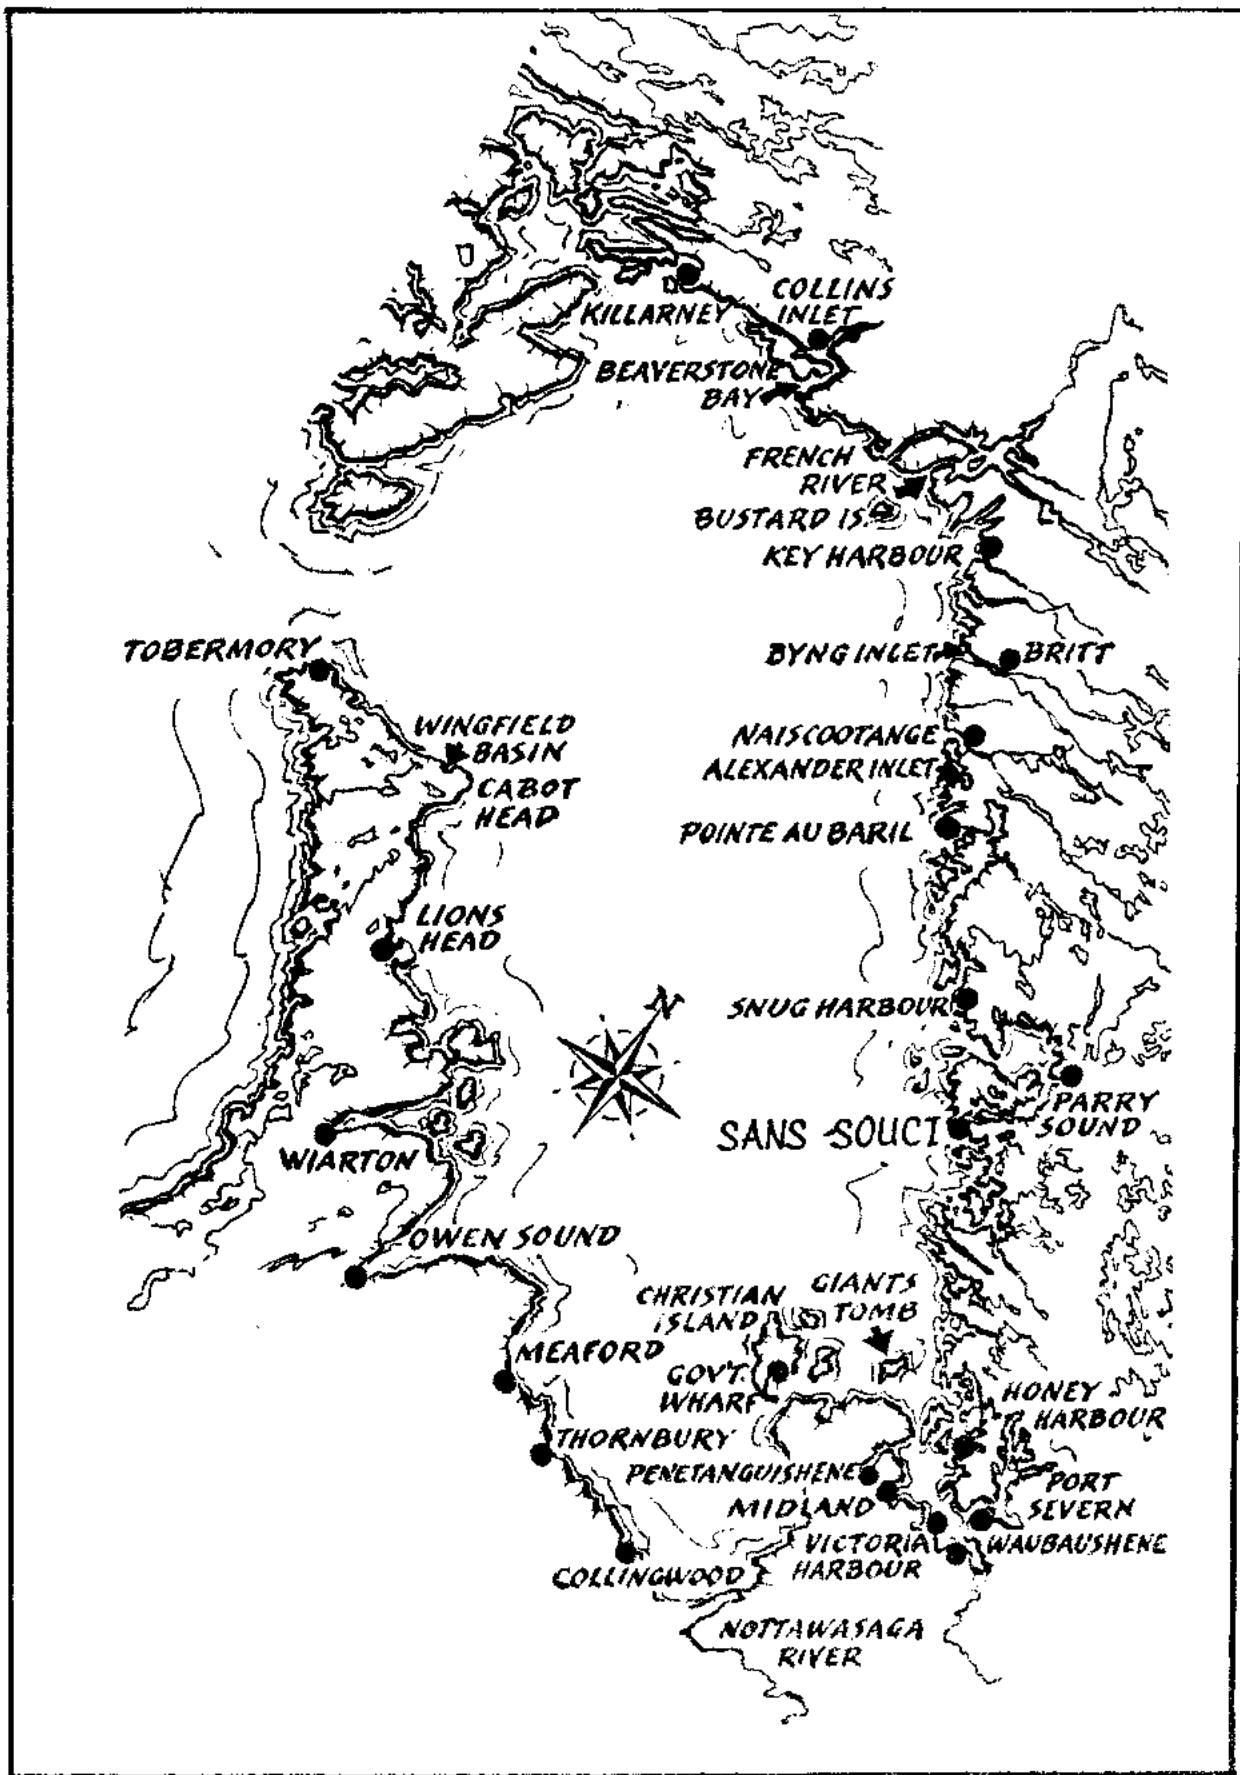 COLLINS
INLET
KILLARNEY
BEAVERSTONE
BAY
FRENCH
RIVER
BUSTARD IS.
KEY HARBOUR
TOBERMORY
BYNG INLET
BRITT
WINGFIELD
BASIN
NAISCOOTANGE
ALEXANDER INLET
CABOT
HEAD
POINTE AU BARIL
LIONS
HEAD
N
SNUG HARBOUR
PARRY
SOUND
SANS SOUCI
WIARTON
OWEN SOUND
CHRISTIAN
ISLAND
GIANTS
TOMB
MEAFORD
GOV'T.
WHARF
HONEY
HARBOUR
THORNBURY
PENETANGUISHENE
MIDLAND
PORT
SEVERN
VICTORIA
HARBOUR
WAUBAUSHENE
COLLINGWOOD
NOTTAWASAGA
RIVER